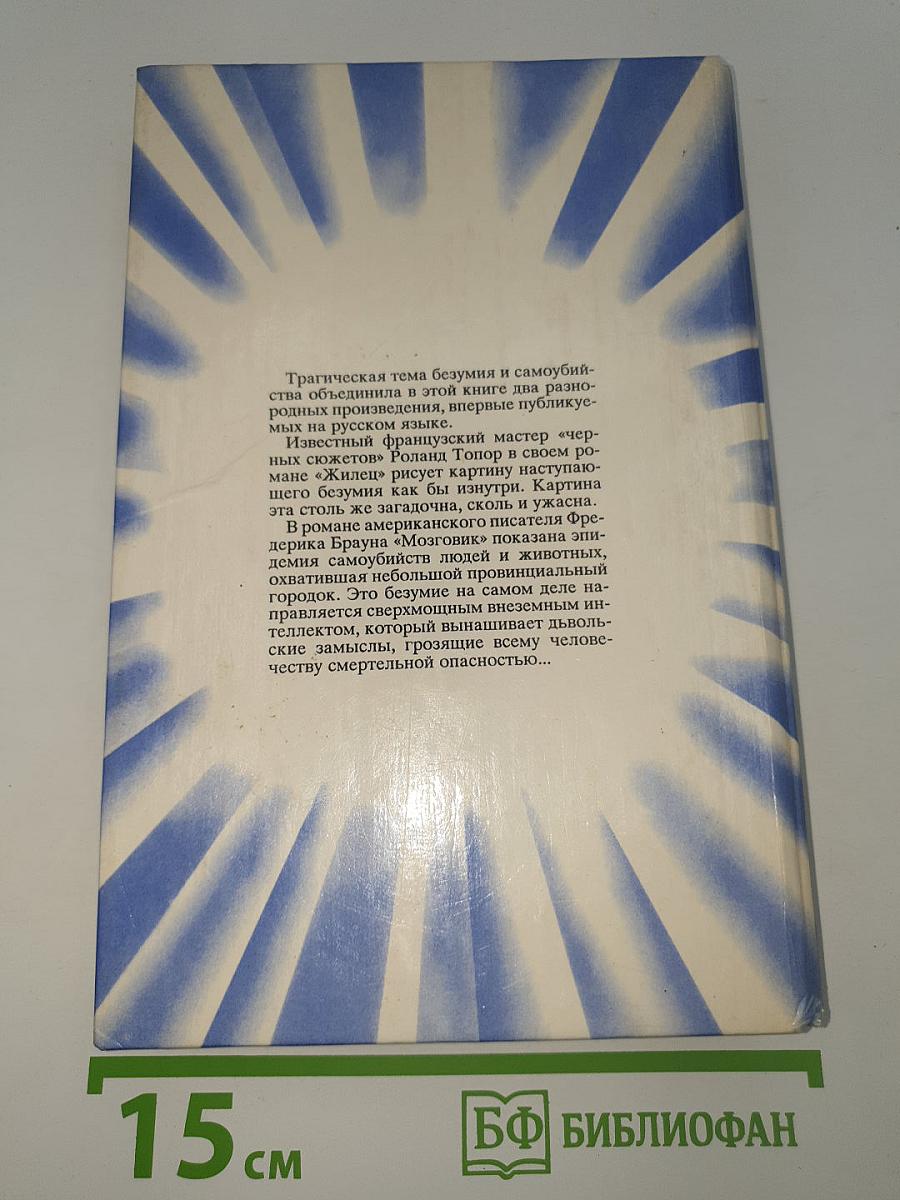 Трагическая тема безумия и самоубий-
ства объединила в этой книге два разно-
родных произведения, впервые публикуе-
мых на русском языке.
Известный французский мастер «чер-
ных сюжетов» Роланд Топор в своем ро-
мане «Жилец» рисует картину наступаю-
щего безумия как бы изнутри. Картина
эта столь же загадочна, сколь и ужасна.
В романе американского писателя Фре-
дерика Брауна «Мозговик» показана эпи-
демия самоубийств людей и животных,
охватившая небольшой провинциальный
городок. Это безумие на самом деле на-
правляется сверхмощным внеземным ин-
теллектом, который вынашивает дьволь-
ские замыслы, грозящие всему челове-
честву смертельной опасностью...
15 см
БФ БИБЛИОФАН